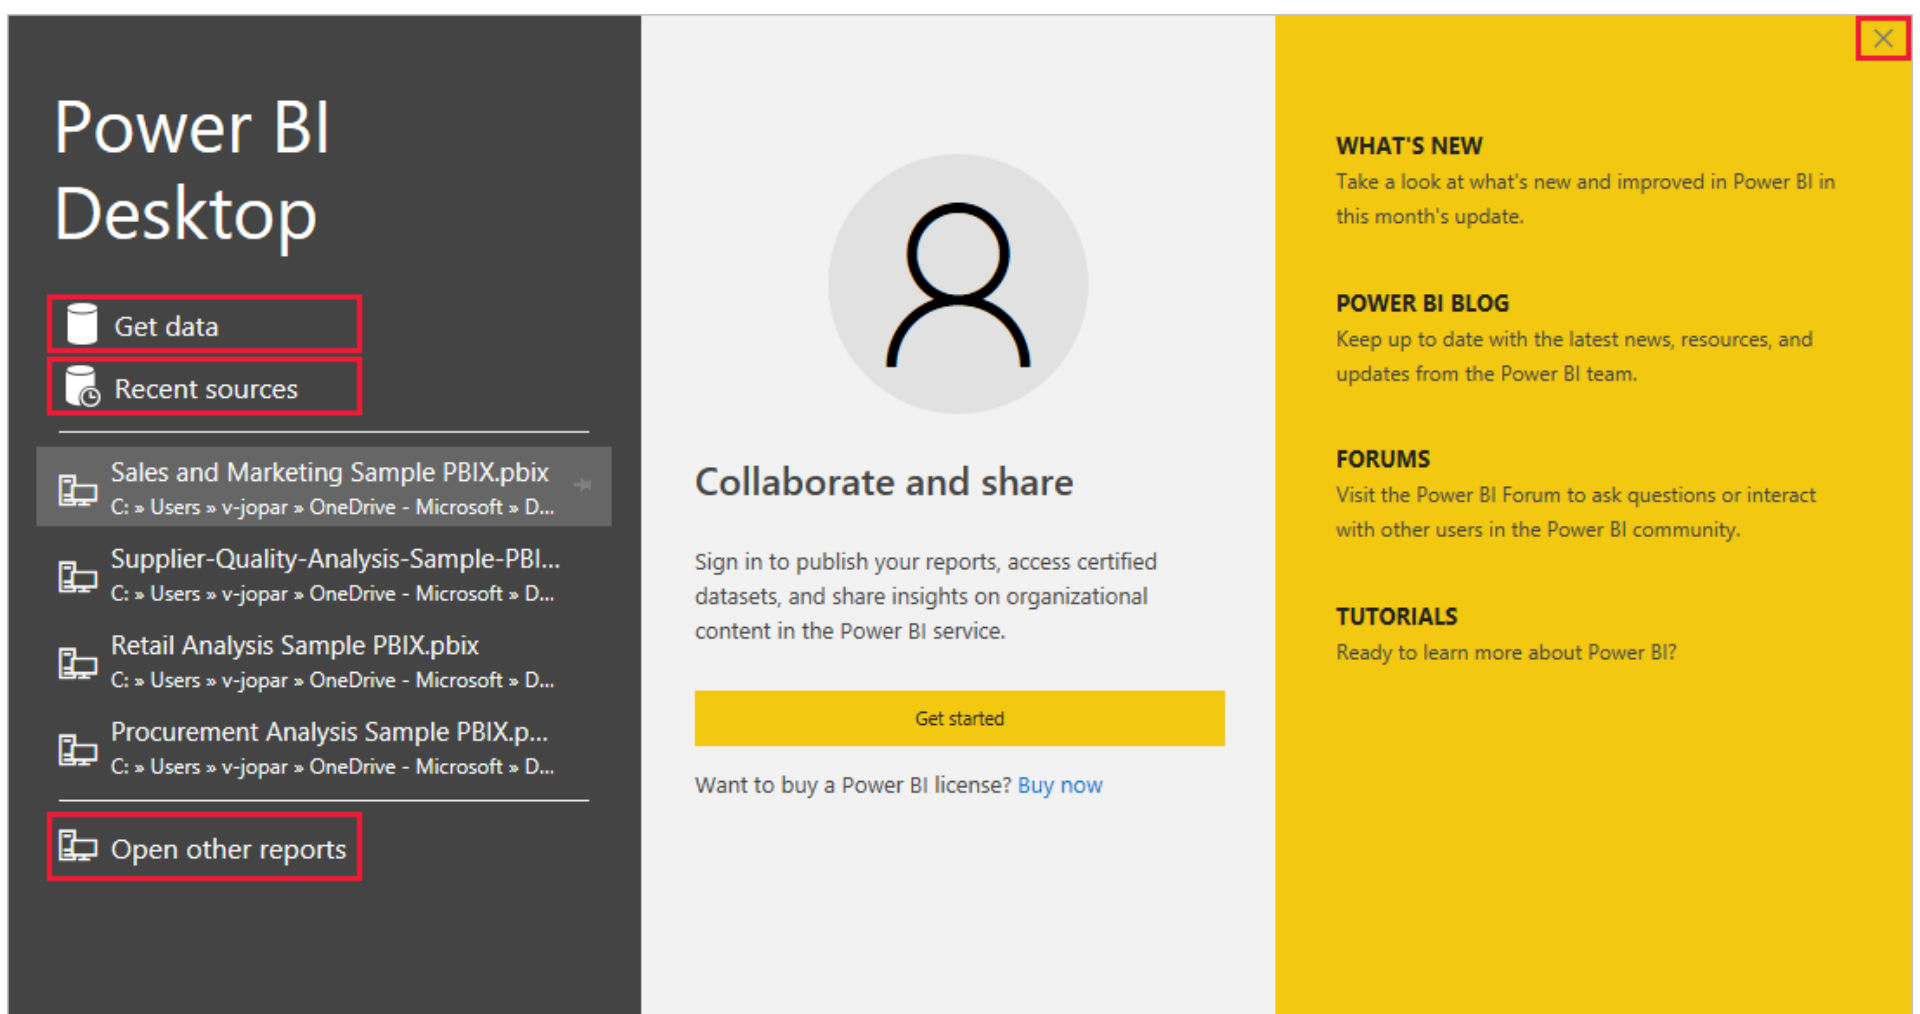 Power BI
Desktop
Get data
Recent sources
Sales and Marketing Sample PBIX.pbix
C: » Users » v-jopar » OneDrive - Microsoft » D...
Supplier-Quality-Analysis-Sample-PBI...
C: » Users » v-jopar » OneDrive - Microsoft » D...
Retail Analysis Sample PBIX.pbix
C: » Users » v-jopar » OneDrive - Microsoft » D...
Procurement Analysis Sample PBIX.p...
C: » Users » v-jopar » OneDrive - Microsoft » D...
Open other reports
Collaborate and share
Sign in to publish your reports, access certified
datasets, and share insights on organizational
content in the Power BI service.
Get started
Want to buy a Power BI license? Buy now
WHAT'S NEW
Take a look at what's new and improved in Power BI in
this month's update.
POWER BI BLOG
Keep up to date with the latest news, resources, and
updates from the Power BI team.
FORUMS
Visit the Power BI Forum to ask questions or interact
with other users in the Power BI community.
TUTORIALS
Ready to learn more about Power BI?